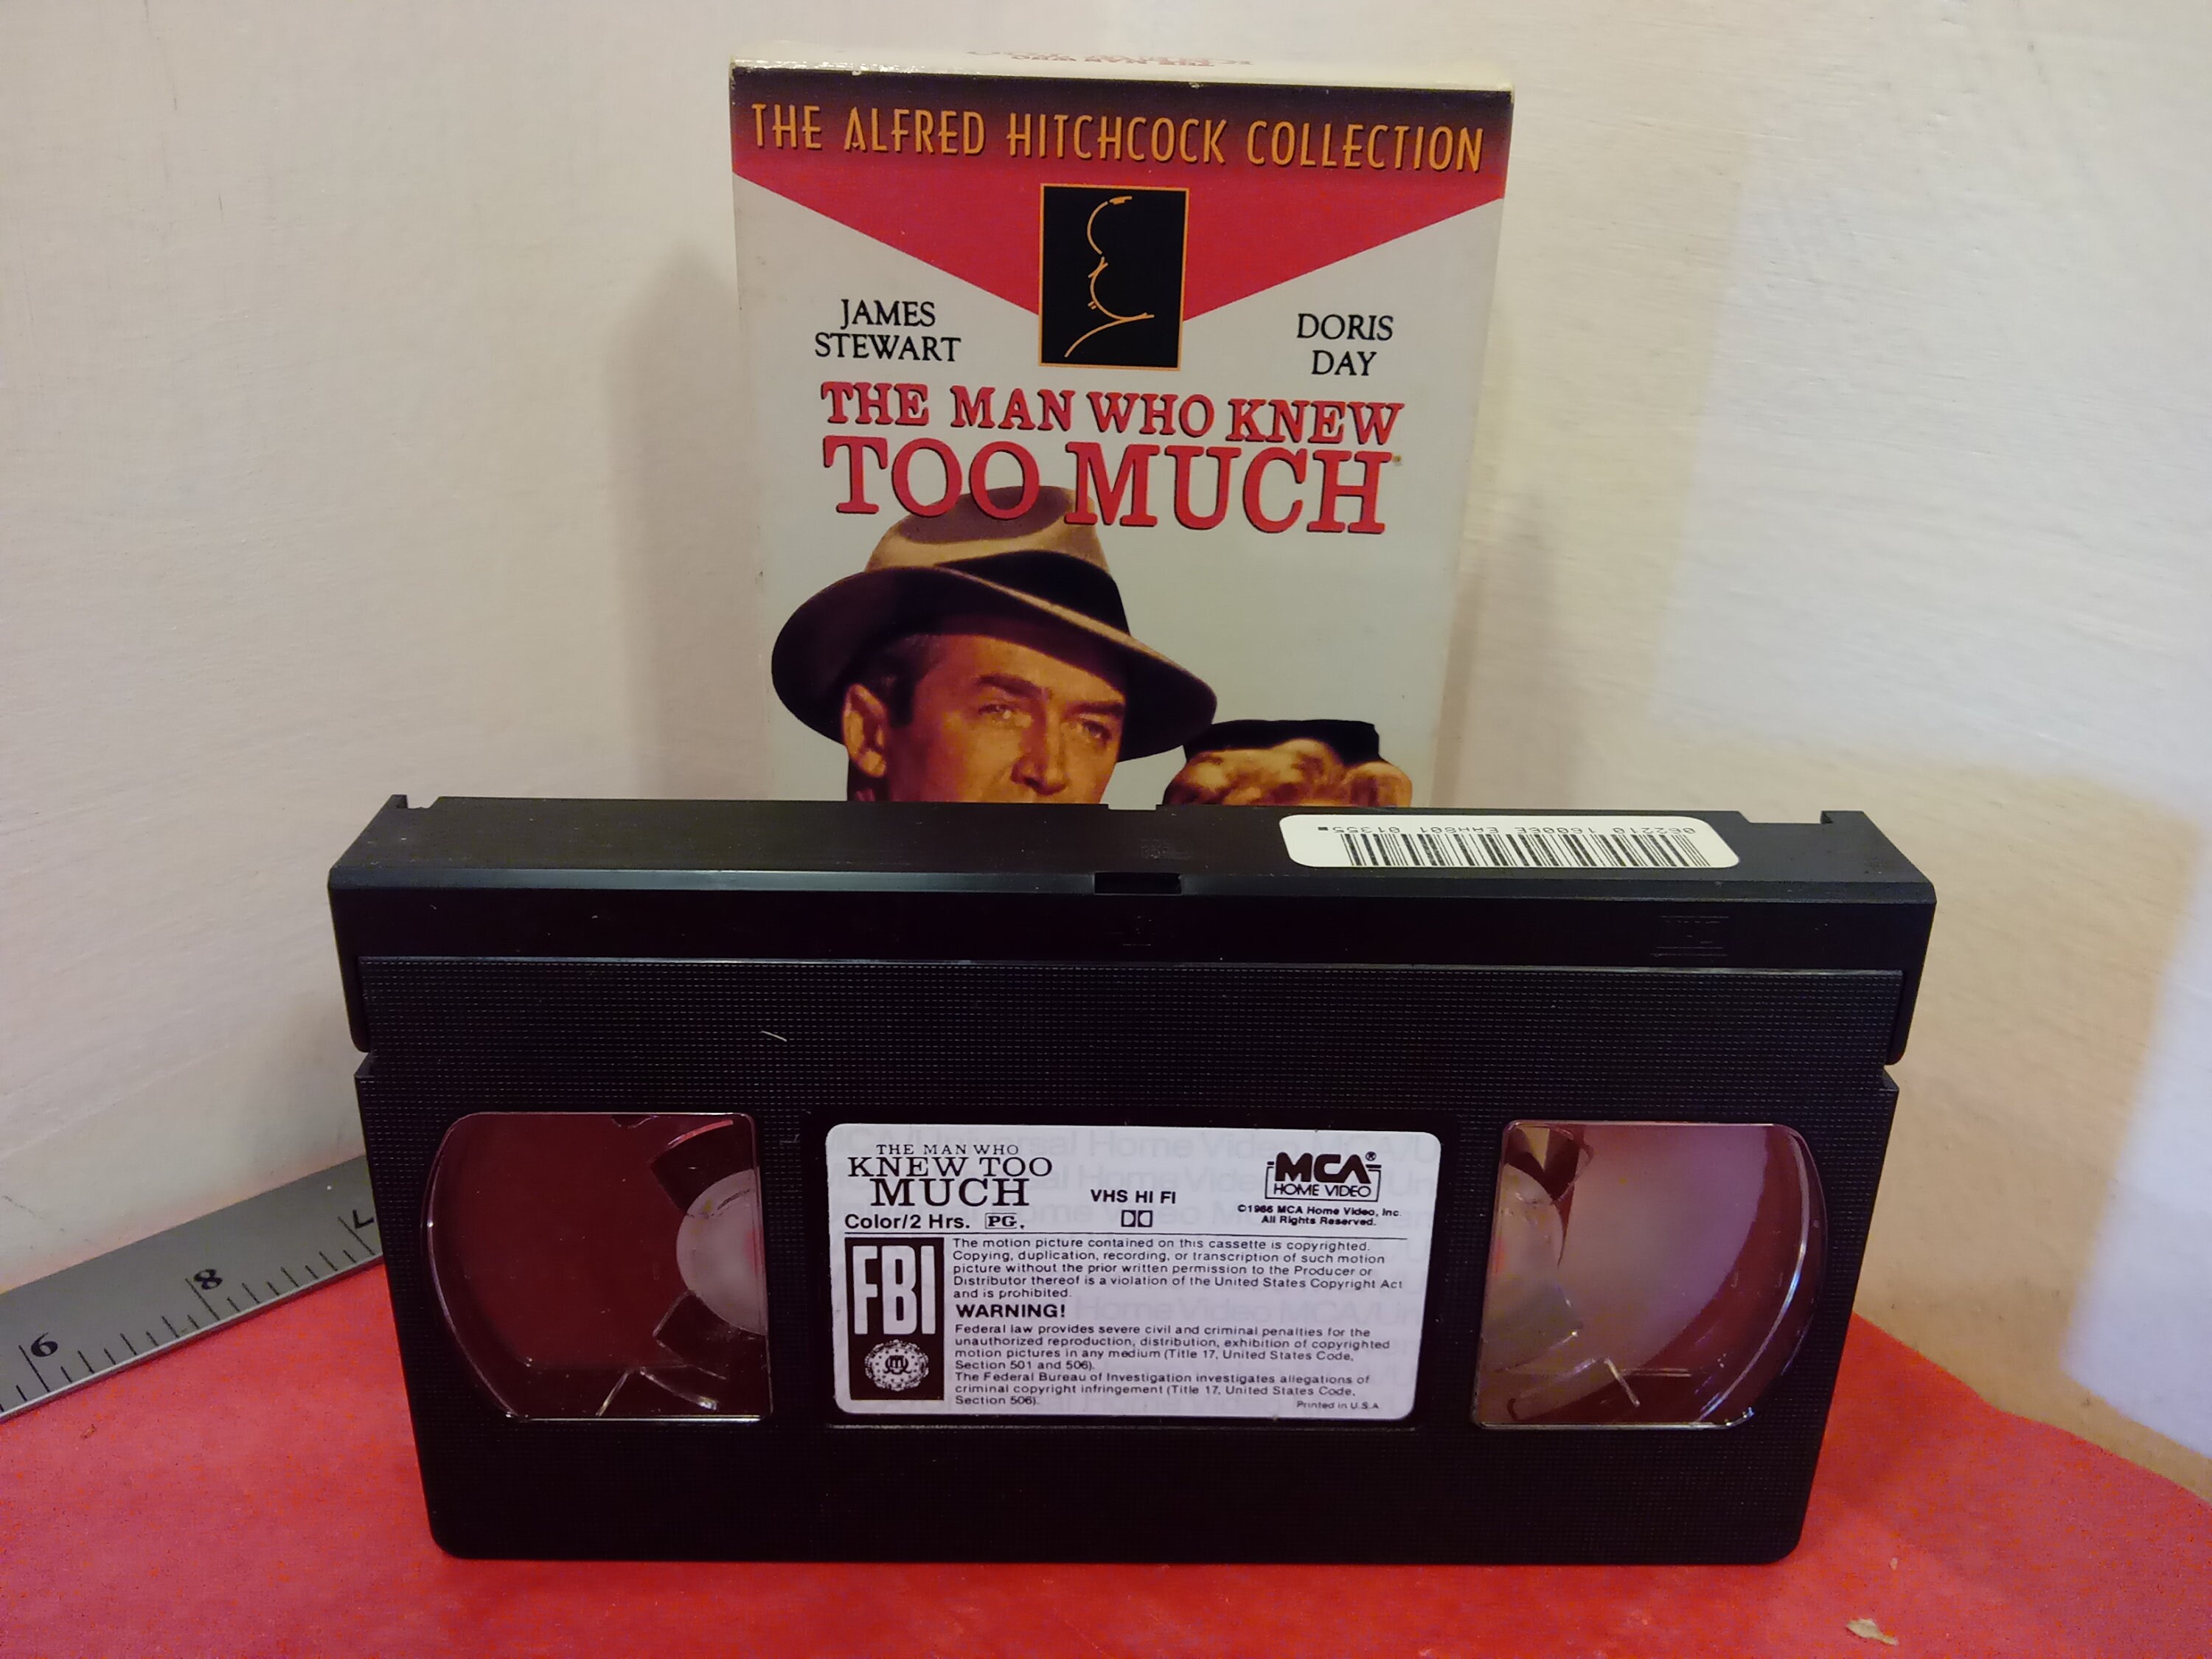 THE ALFRED HITCHCOCK COLLECTION
JAMES
STEWART
DORIS
DAY
THE MAN WHO KNEW
TOO MUCH
062210 1600EE EHH601 01355
THE MAN WHO
KNEW TOO
MUCH
Color/2 Hrs. PG.
VHS HI FI
MCA®
HOME VIDEO
©1986 MCA Home Video, Inc.
All Rights Reserved.
FBI
The motion picture contained on this cassette is copyrighted.
Copying, duplication, recording, or transcription of such motion
picture without the prior written permission to the Producer or
Distributor thereof is a violation of the United States Copyright Act
and is prohibited.
WARNING!
Federal law provides severe civil and criminal penalties for the
unauthorized reproduction, distribution, exhibition of copyrighted
motion pictures in any medium (Title 17, United States Code,
Section 501 and 506).
The Federal Bureau of Investigation investigates allegations of
criminal copyright infringement (Title 17, United States Code,
Section 506).
Printed in U.S.A.
7
8
9